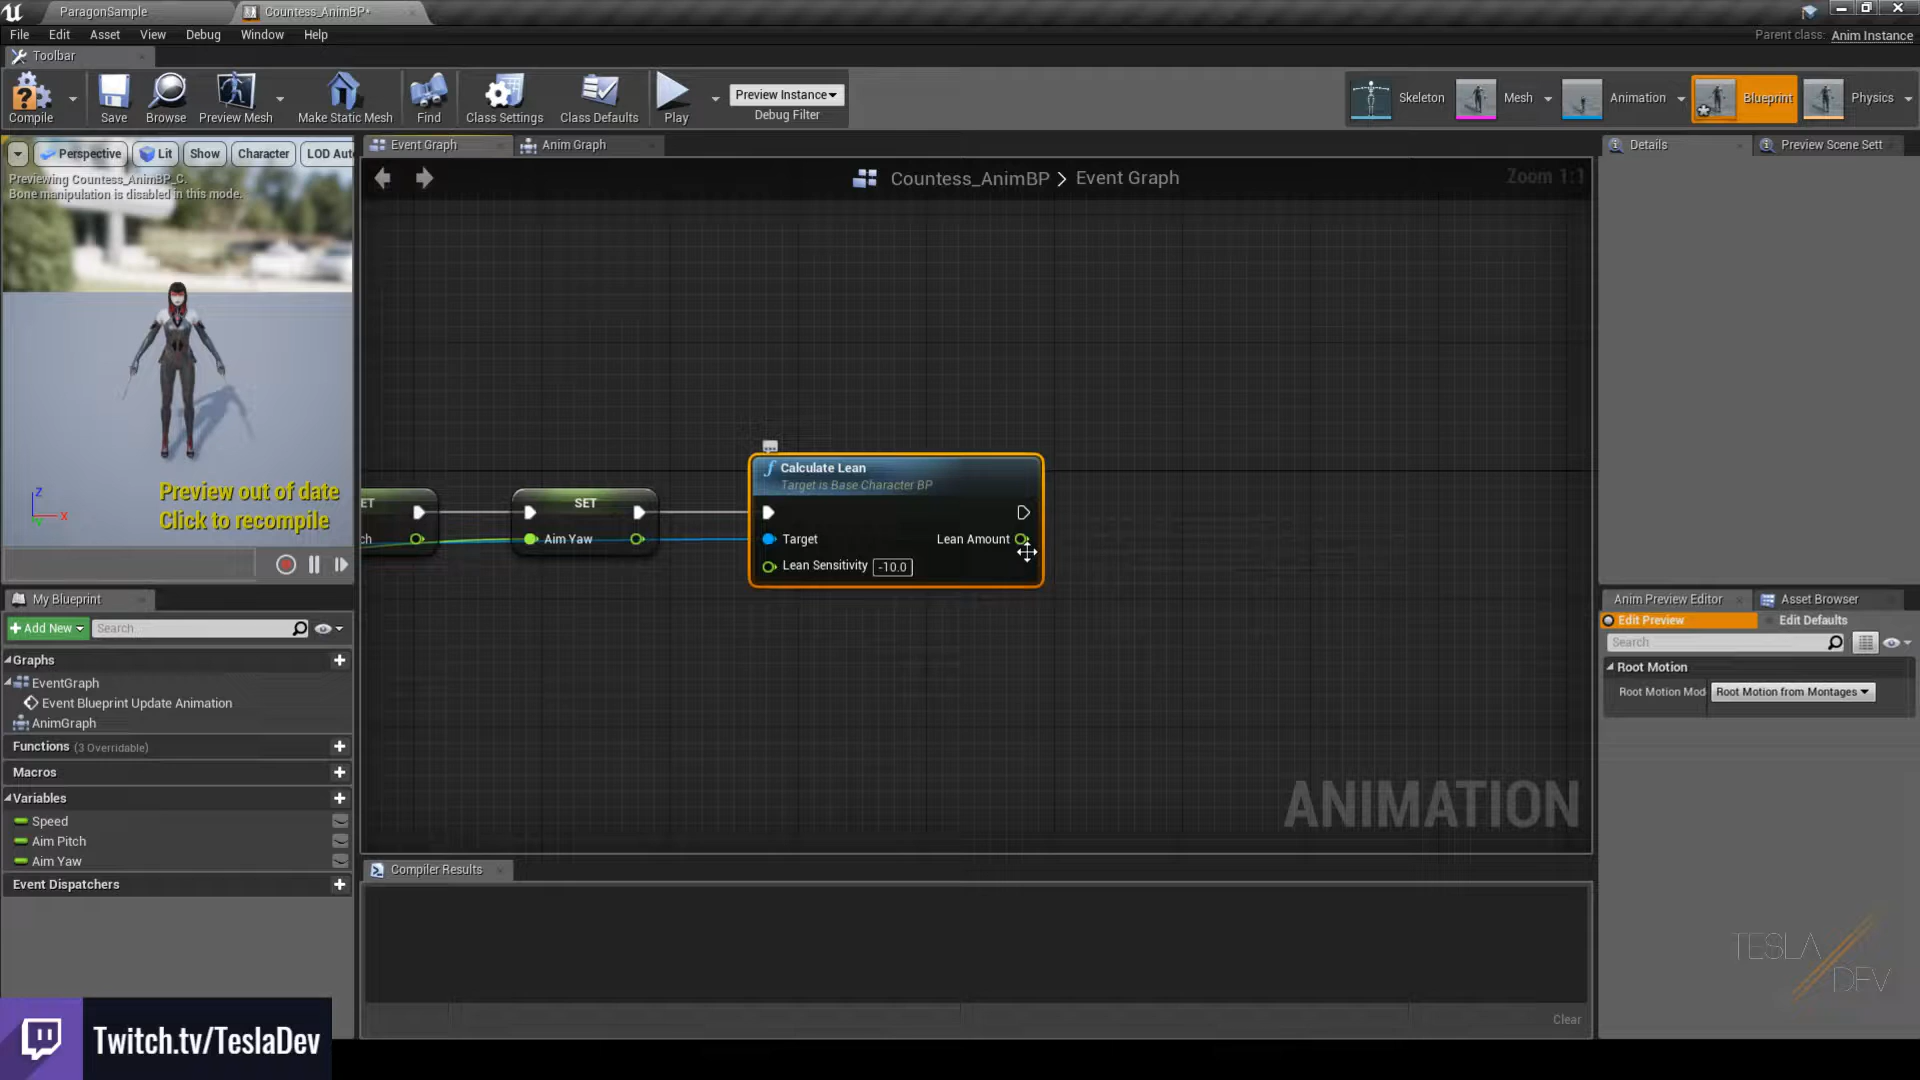 ParagonSample
Countess_AnimBP*
File Edit Asset View Debug Window Help
Parent class: Anim Instance
Toolbar
Compile
Save
Browse
Preview Mesh
Make Static Mesh
Find
Class Settings
Class Defaults
Play
Preview Instance
Debug Filter
Skeleton
Mesh
Animation
Blueprint
Physics
Perspective
Lit
Show
Character
LOD Aut
Previewing Countess_AnimBP_C.
Bone manipulation is disabled in this mode.
Preview out of date
Click to recompile
Z
X
Event Graph
Anim Graph
Countess_AnimBP > Event Graph
Zoom 1:1
ET
ch
SET
Aim Yaw
f Calculate Lean
Target is Base Character BP
Target
Lean Amount
Lean Sensitivity -10.0
ANIMATION
Compiler Results
Clear
My Blueprint
+ Add New
Search
Graphs
EventGraph
Event Blueprint Update Animation
AnimGraph
Functions (3 Overridable)
Macros
Variables
Speed
Aim Pitch
Aim Yaw
Event Dispatchers
Details
Preview Scene Sett
Anim Preview Editor
Asset Browser
Edit Preview
Edit Defaults
Search
Root Motion
Root Motion Mod
Root Motion from Montages
TESLA
DEV
Twitch.tv/TeslaDev